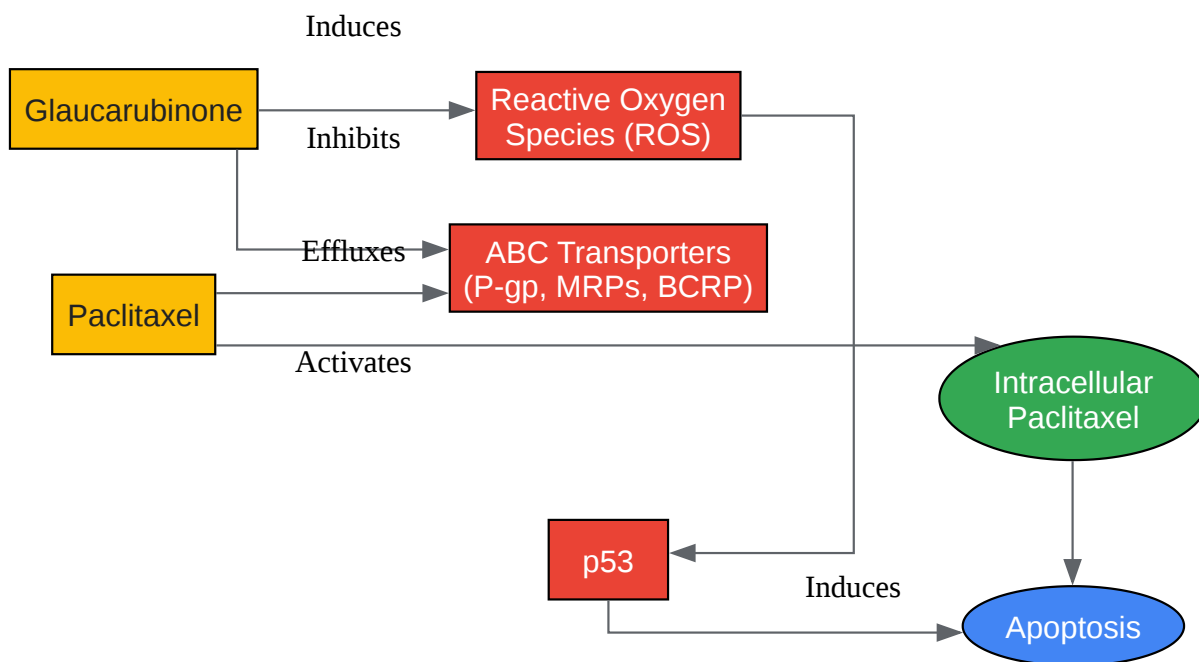 Induces
Glaucarubinone
Reactive Oxygen
Species (ROS)
Inhibits
Effluxes
ABC Transporters
(P-gp, MRPs, BCRP)
Paclitaxel
Activates
Intracellular
Paclitaxel
p53
Induces
Apoptosis